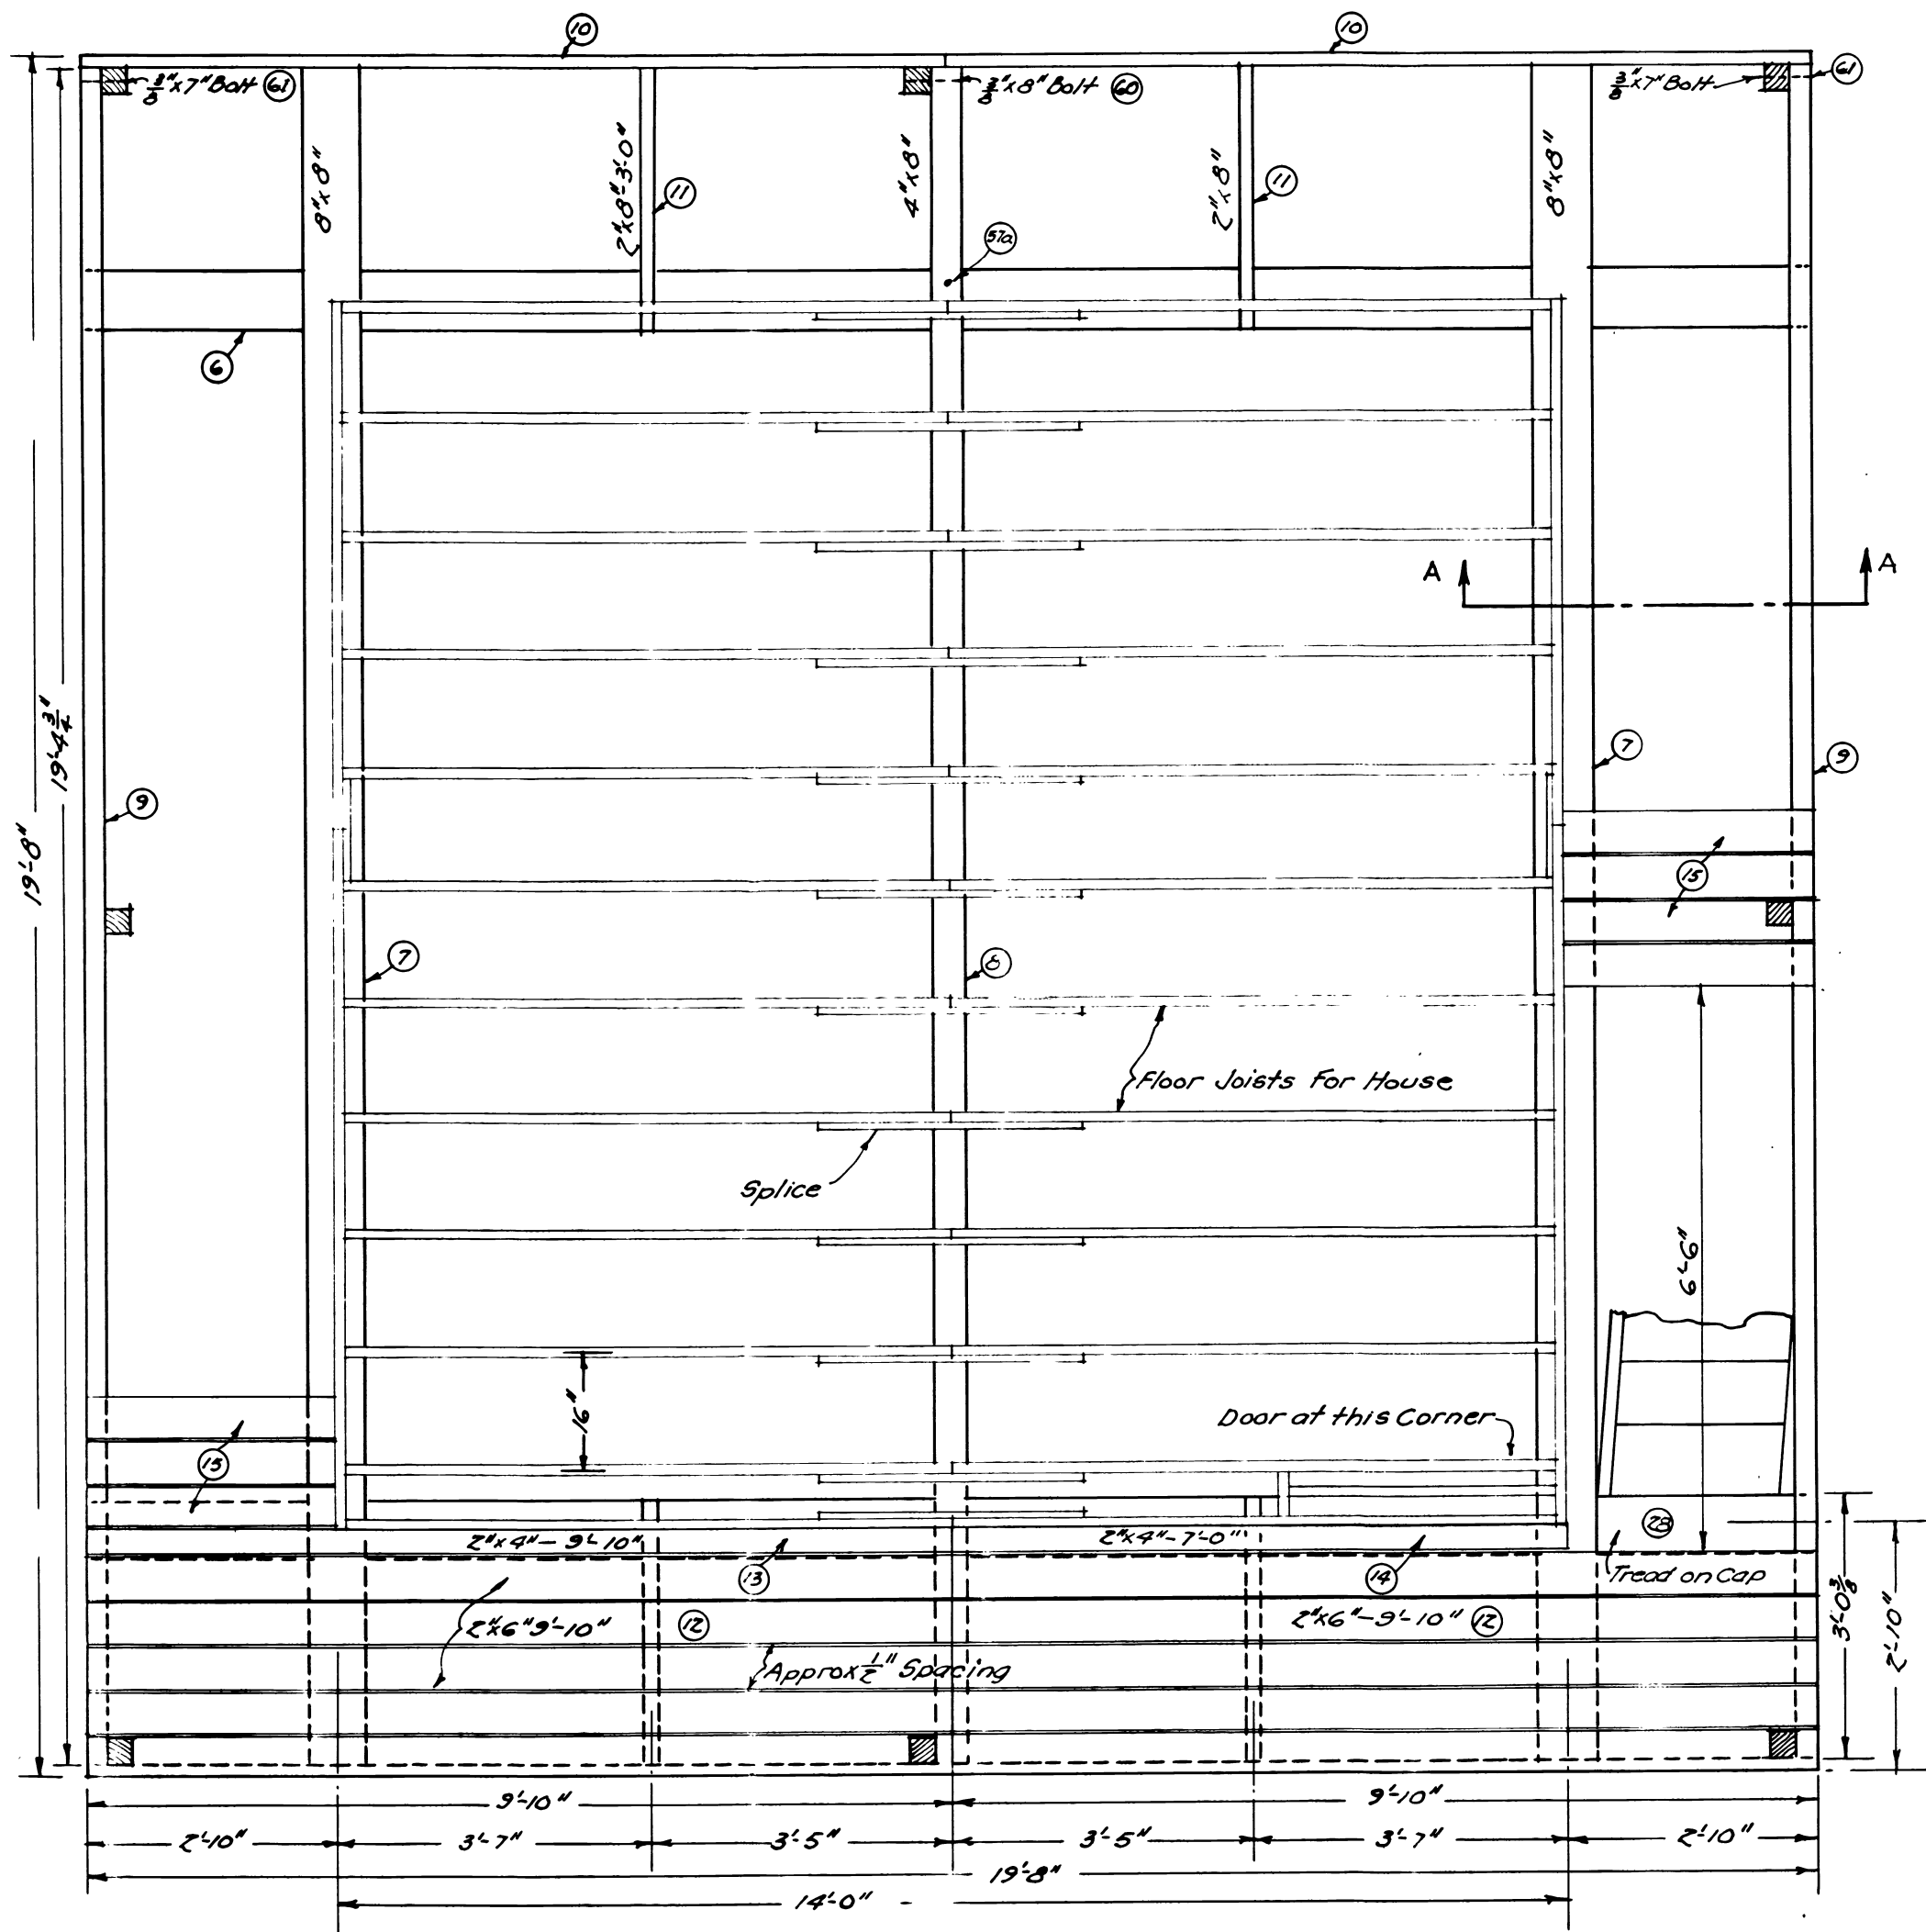 10
10
3/8"x7" Bolt 61
3/8"x8" Bolt 60
3/8"x7" Bolt
61
8"x8"
2"x8"-3'-0"
11
4"x8"
2"x8"
11
8"x8"
57a
6
A
A
19'-8"
19'-4 3/4"
9
7
9
15
7
8
Floor Joists For House
Splice
6'-6"
16"
Door at this Corner
15
2"x4"-9'-10"
2"x4"-7'-0"
28
13
14
Tread on Cap
2"x6"9'-10"
12
2"x6"-9'-10" 12
3'-0 3/8"
2'-10"
Approx 1/2" Spacing
9'-10"
9'-10"
2'-10"
3'-7"
3'-5"
3'-5"
3'-7"
2'-10"
19'-8"
14'-0"